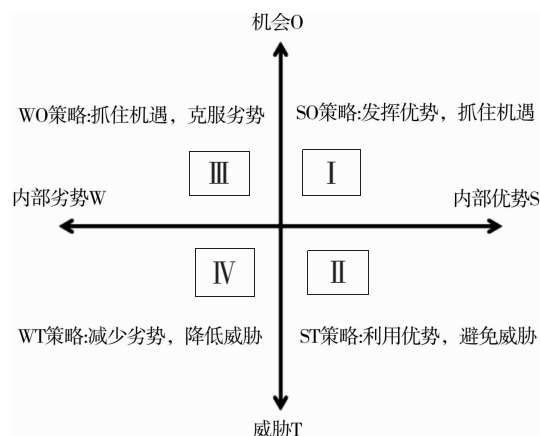 机会O
WO策略:抓住机遇，克服劣势
SO策略:发挥优势，抓住机遇
Ⅲ
Ⅰ
内部劣势W
内部优势S
Ⅳ
Ⅱ
WT策略:减少劣势，降低威胁
ST策略:利用优势，避免威胁
威胁T